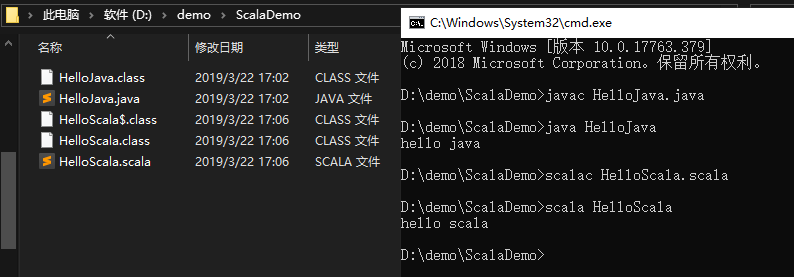 此电脑 > 软件 (D:) > demo > ScalaDemo
名称 修改日期 类型
HelloJava.class 2019/3/22 17:02 CLASS 文件
HelloJava.java 2019/3/22 17:02 JAVA 文件
HelloScala$.class 2019/3/22 17:06 CLASS 文件
HelloScala.class 2019/3/22 17:06 CLASS 文件
HelloScala.scala 2019/3/22 17:06 SCALA 文件
C:\Windows\System32\cmd.exe
Microsoft Windows [版本 10.0.17763.379]
(c) 2018 Microsoft Corporation。保留所有权利。
D:\demo\ScalaDemo>javac HelloJava.java
D:\demo\ScalaDemo>java HelloJava
hello java
D:\demo\ScalaDemo>scalac HelloScala.scala
D:\demo\ScalaDemo>scala HelloScala
hello scala
D:\demo\ScalaDemo>